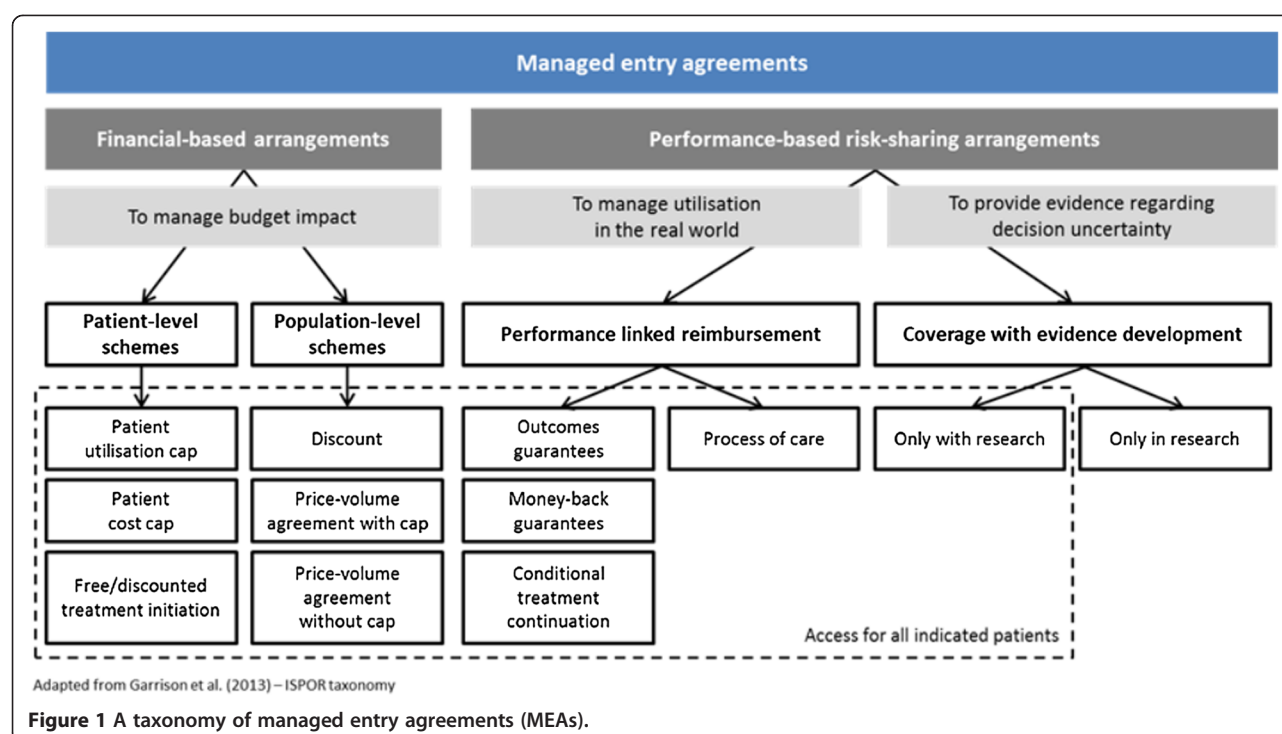 Managed entry agreements
Financial-based arrangements
Performance-based risk-sharing arrangements
To manage budget impact
To manage utilisation
in the real world
To provide evidence regarding
decision uncertainty
Patient-level
schemes
Population-level
schemes
Performance linked reimbursement
Coverage with evidence development
Patient
utilisation cap
Discount
Outcomes
guarantees
Process of care
Only with research
Only in research
Patient
cost cap
Price-volume
agreement with cap
Money-back
guarantees
Free/discounted
treatment initiation
Price-volume
agreement
without cap
Conditional
treatment
continuation
Access for all indicated patients
Adapted from Garrison et al. (2013) – ISPOR taxonomy
Figure 1 A taxonomy of managed entry agreements (MEAs).